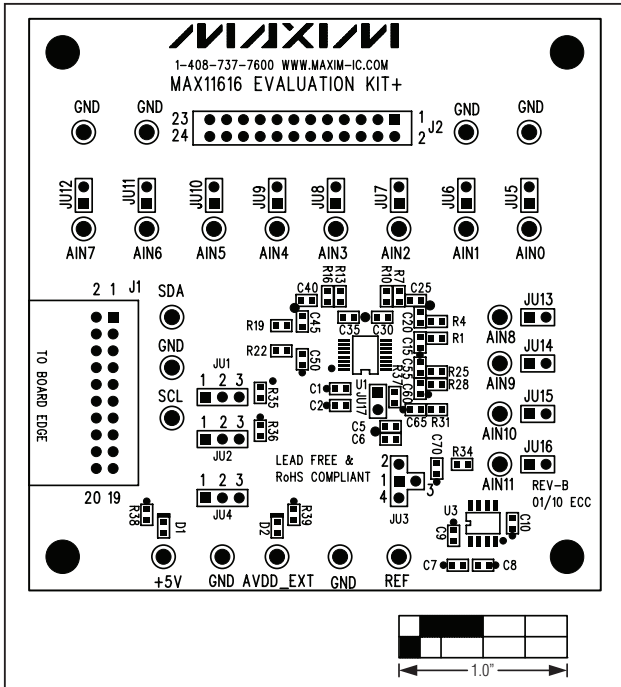 MAXIM
1-408-737-7600 WWW.MAXIM-IC.COM
MAX11616 EVALUATION KIT+
GND GND GND GND
23 1
24 2 J2
JU12 JU11 JU10 JU9 JU8 JU7 JU6 JU5
AIN7 AIN6 AIN5 AIN4 AIN3 AIN2 AIN1 AIN0
2 1 J1
SDA
GND
SCL
TO BOARD EDGE
20 19
R16 R13 R10 R7
C40 C25
R19 C45 C35 C30 C20 R4
R22 C50 C15 R1
C55 R25
C60 R28
C1 U1 JU17 R37
C2 C65 R31
C5
C6
JU13
AIN8
JU14
AIN9
JU15
AIN10
JU16
AIN11
JU1
1 2 3 R35
1 2 3 R36
JU2
1 2 3
JU4
LEAD FREE &
RoHS COMPLIANT
2
1 3
4
JU3
C70 R34
REV-B
01/10 ECC
U3 C10
C9
C7 C8
R38 D1 D2 R39
+5V GND AVDD_EXT GND REF
1.0"